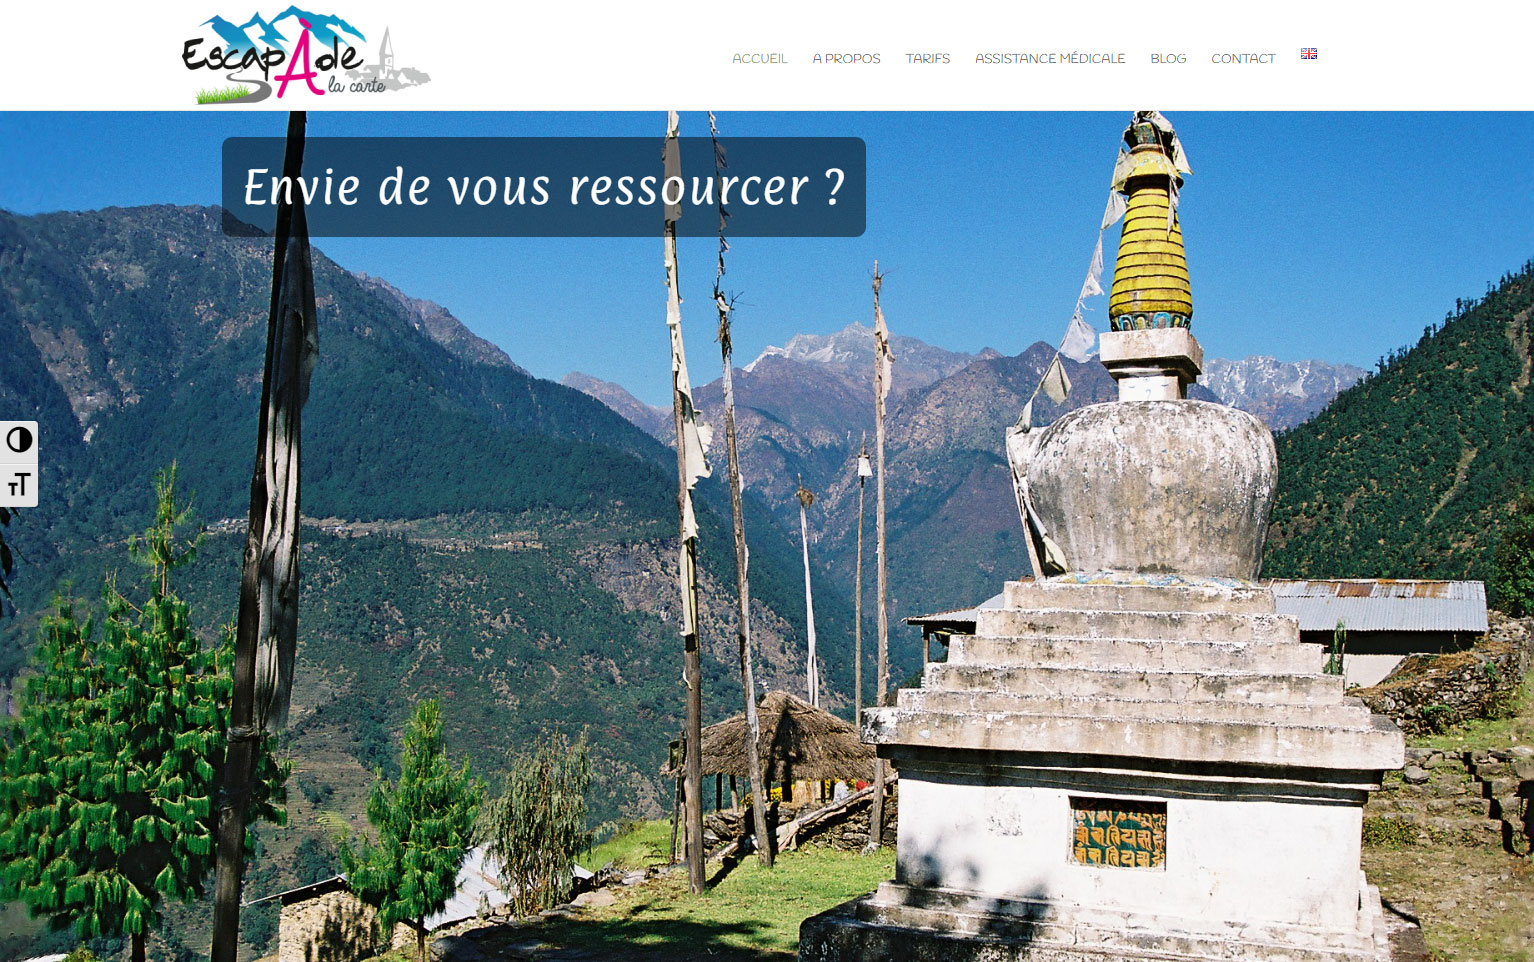 EscapAde
la carte
ACCUEIL
A PROPOS
TARIFS
ASSISTANCE MÉDICALE
BLOG
CONTACT
Envie de vous ressourcer ?